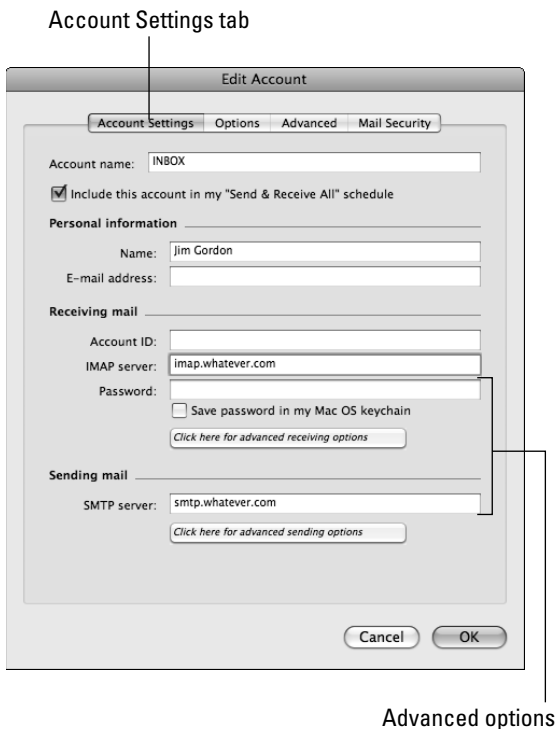 Account Settings tab
Edit Account
Account Settings Options Advanced Mail Security
Account name: INBOX
Include this account in my "Send & Receive All" schedule
Personal information
Name: Jim Gordon
E-mail address:
Receiving mail
Account ID:
IMAP server: imap.whatever.com
Password:
Save password in my Mac OS keychain
Click here for advanced receiving options
Sending mail
SMTP server: smtp.whatever.com
Click here for advanced sending options
Cancel OK
Advanced options